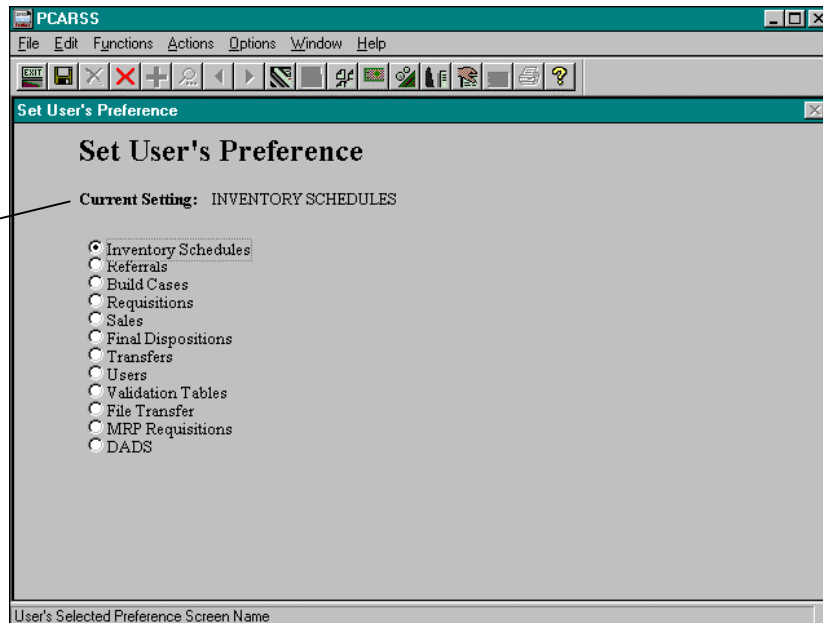 PCARSS
File Edit Functions Actions Options Window Help
EXIT
Set User's Preference
Set User's Preference
Current Setting: INVENTORY SCHEDULES
Inventory Schedules
Referrals
Build Cases
Requisitions
Sales
Final Dispositions
Transfers
Users
Validation Tables
File Transfer
MRP Requisitions
DADS
User's Selected Preference Screen Name